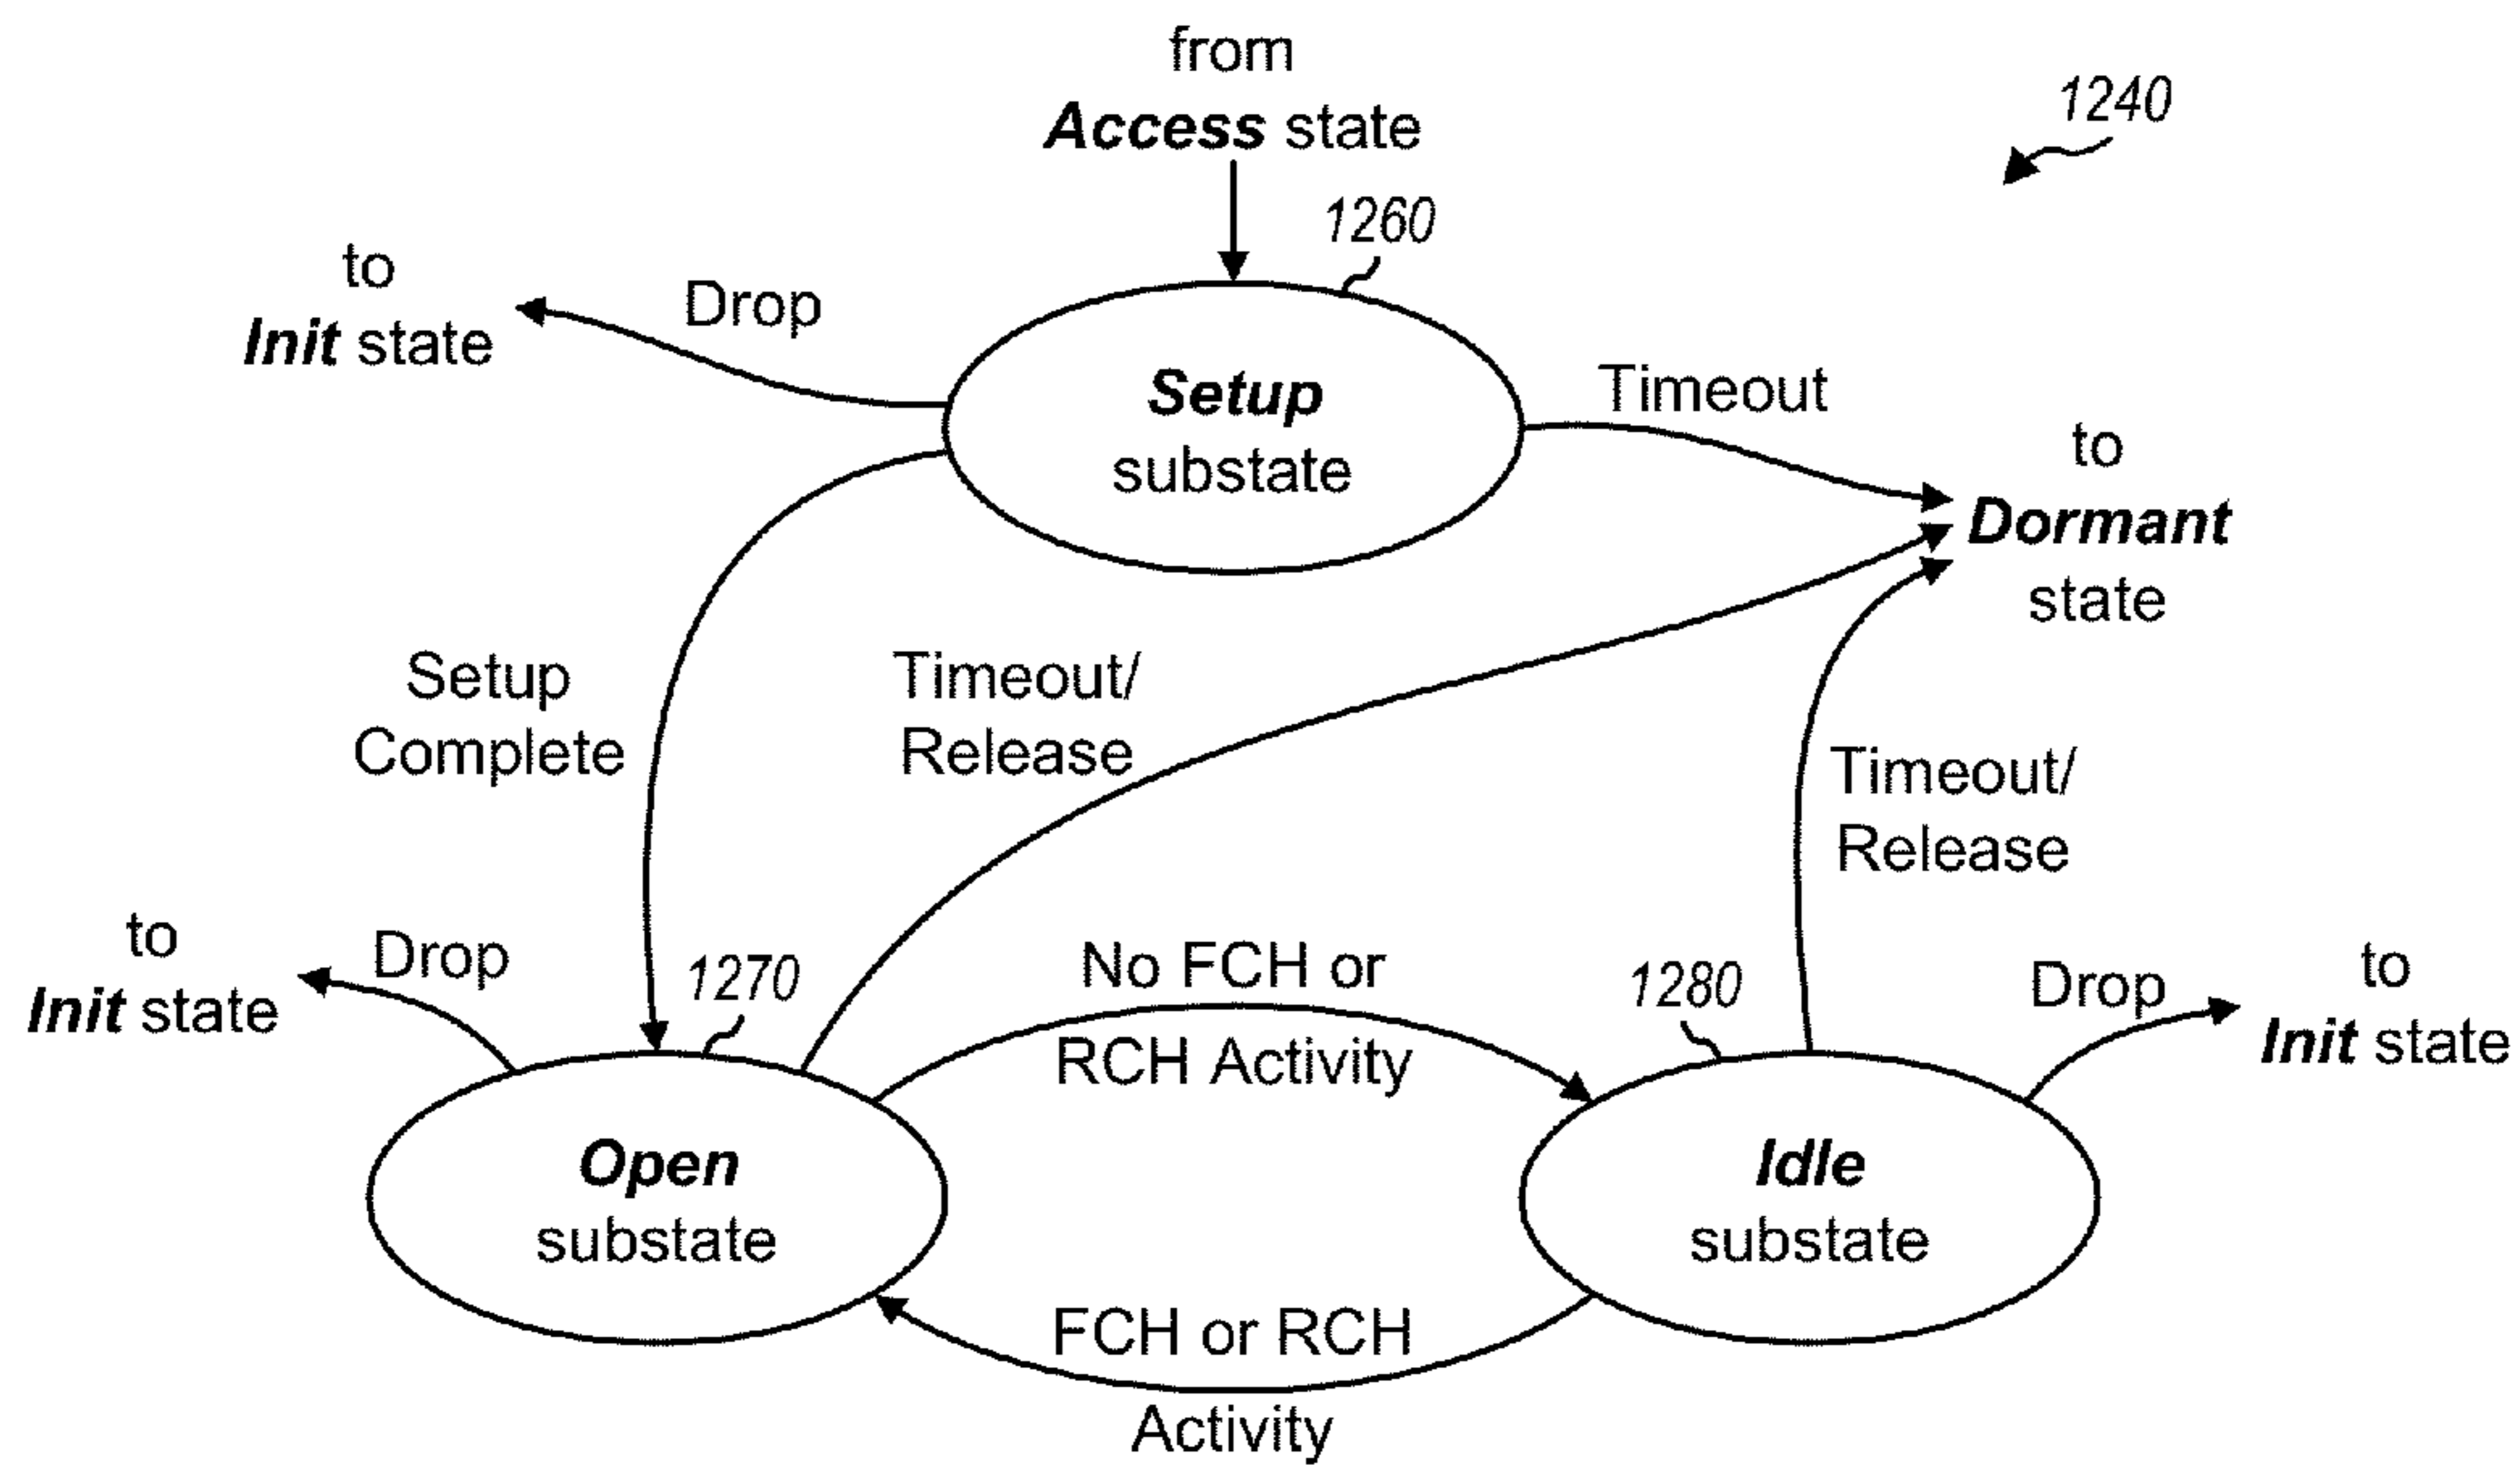 from
Access state
1240
1260
to
Init state
Drop
Setup
substate
Timeout
to
Dormant
state
Setup
Complete
Timeout/
Release
Timeout/
Release
to
Init state
Drop
1270
No FCH or
RCH Activity
1280
Drop
to
Init state
Open
substate
Idle
substate
FCH or RCH
Activity